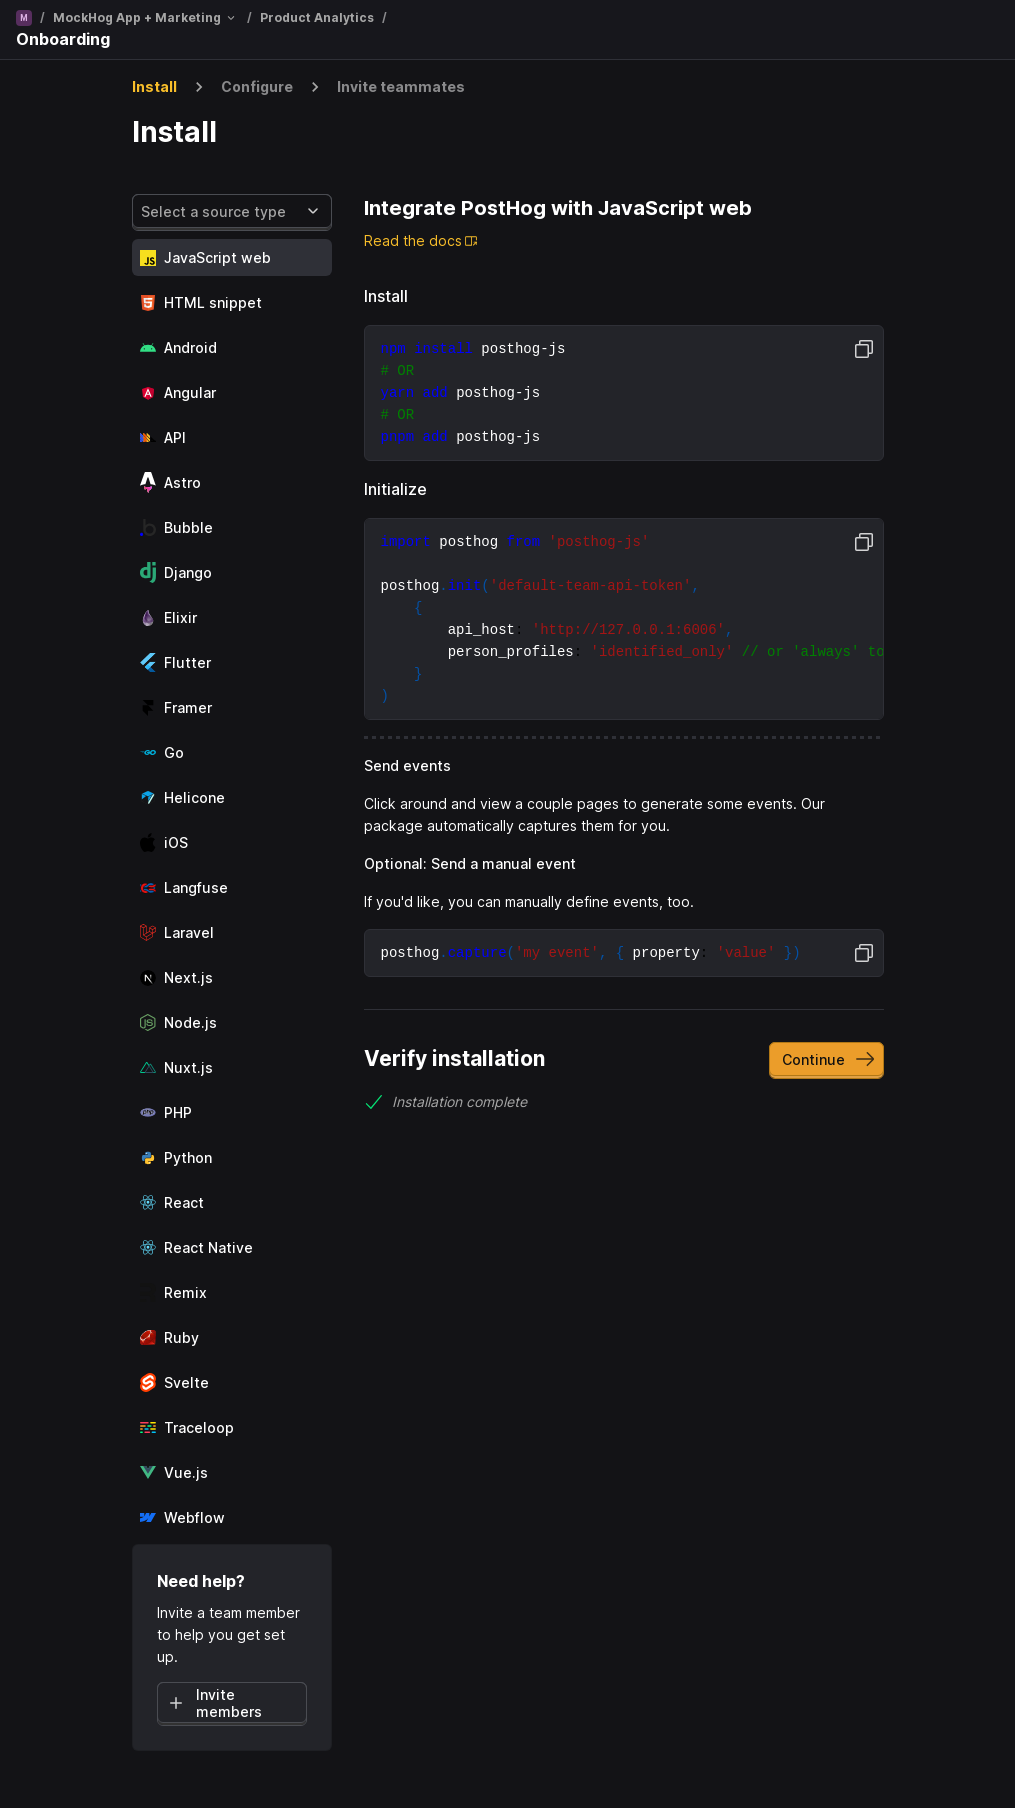 M / MockHog App + Marketing / Product Analytics /
Onboarding
Install > Configure > Invite teammates
Install
Select a source type
JavaScript web
HTML snippet
Android
Angular
API
Astro
Bubble
Django
Elixir
Flutter
Framer
Go
Helicone
iOS
Langfuse
Laravel
Next.js
Node.js
Nuxt.js
PHP
Python
React
React Native
Remix
Ruby
Svelte
Traceloop
Vue.js
Webflow
Need help?
Invite a team member
to help you get set
up.
Invite
members
Integrate PostHog with JavaScript web
Read the docs
Install
npm install posthog-js
# OR
yarn add posthog-js
# OR
pnpm add posthog-js
Initialize
import posthog from 'posthog-js'
posthog.init('default-team-api-token',
{
api_host: 'http://127.0.0.1:6006',
person_profiles: 'identified_only' // or 'always' to
}
)
Send events
Click around and view a couple pages to generate some events. Our
package automatically captures them for you.
Optional: Send a manual event
If you'd like, you can manually define events, too.
posthog.capture('my event', { property: 'value' })
Verify installation
Continue
Installation complete